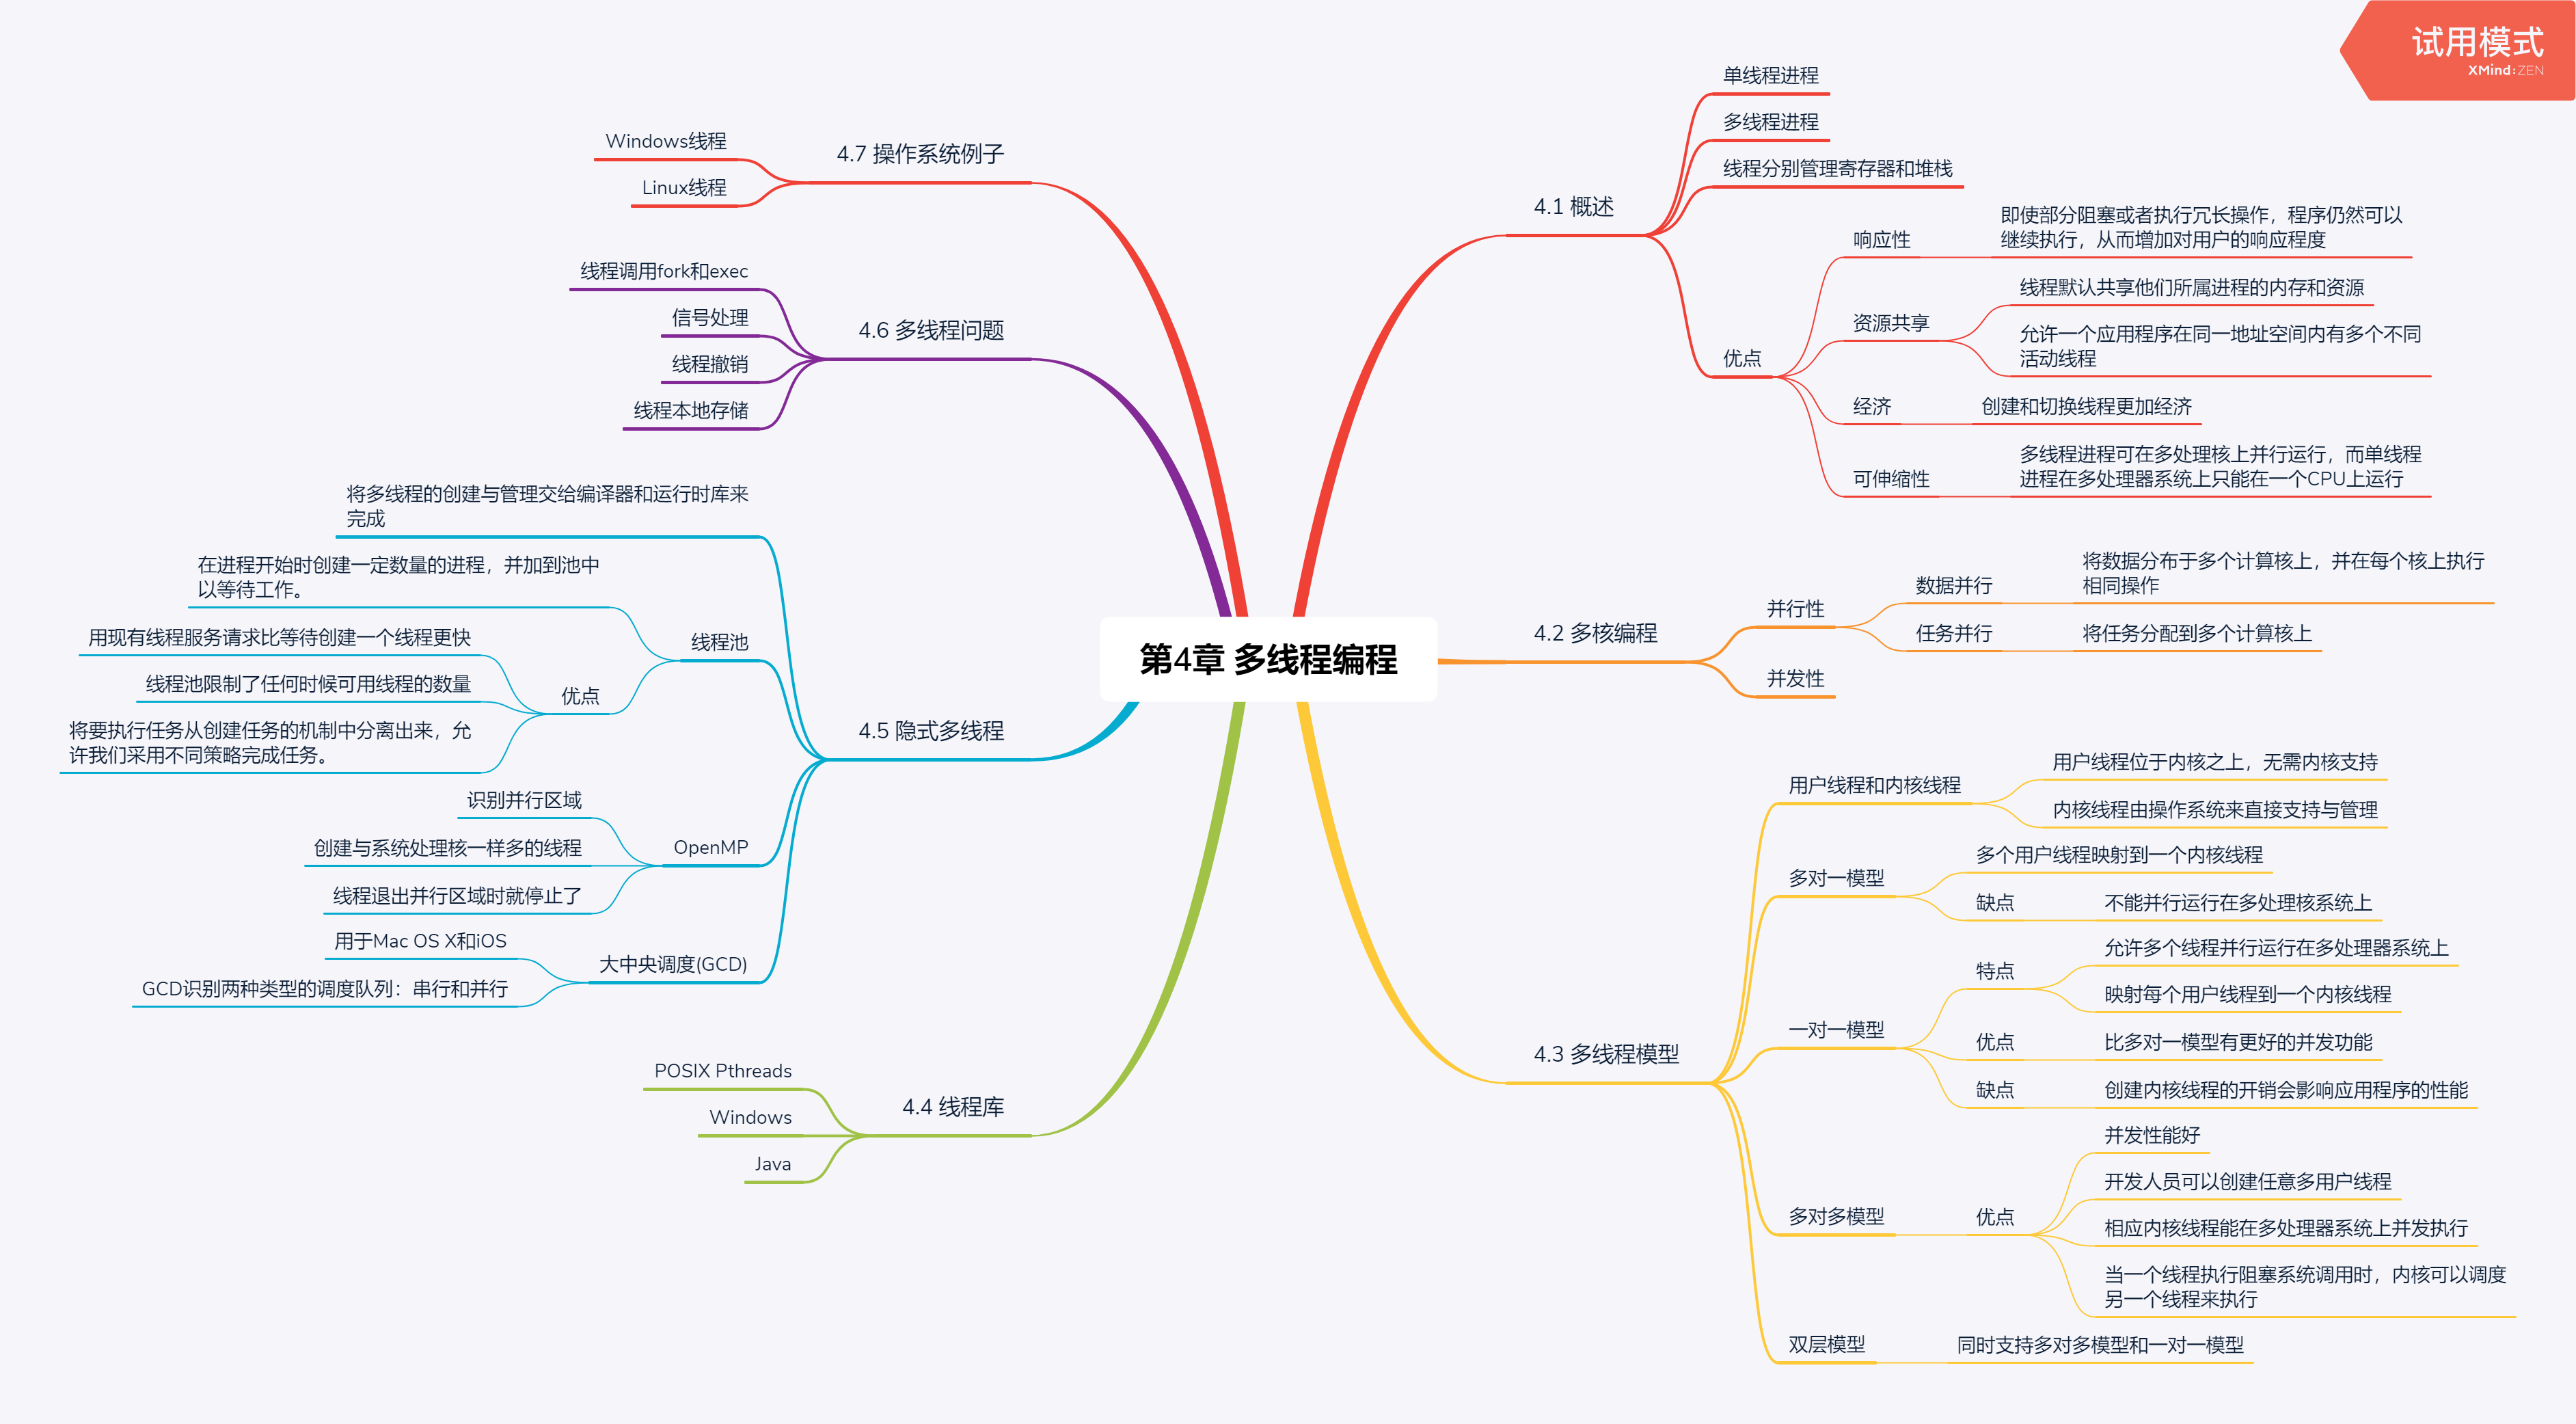 试用模式
XMind:ZEN
第4章 多线程编程
4.1 概述
单线程进程
多线程进程
线程分别管理寄存器和堆栈
优点
响应性
即使部分阻塞或者执行冗长操作，程序仍然可以
继续执行，从而增加对用户的响应程度
资源共享
线程默认共享他们所属进程的内存和资源
允许一个应用程序在同一地址空间内有多个不同
活动线程
经济
创建和切换线程更加经济
可伸缩性
多线程进程可在多处理核上并行运行，而单线程
进程在多处理器系统上只能在一个CPU上运行
4.2 多核编程
并行性
数据并行
将数据分布于多个计算核上，并在每个核上执行
相同操作
任务并行
将任务分配到多个计算核上
并发性
4.3 多线程模型
用户线程和内核线程
用户线程位于内核之上，无需内核支持
内核线程由操作系统来直接支持与管理
多对一模型
多个用户线程映射到一个内核线程
缺点
不能并行运行在多处理核系统上
一对一模型
特点
允许多个线程并行运行在多处理器系统上
映射每个用户线程到一个内核线程
优点
比多对一模型有更好的并发功能
缺点
创建内核线程的开销会影响应用程序的性能
多对多模型
优点
并发性能好
开发人员可以创建任意多用户线程
相应内核线程能在多处理器系统上并发执行
当一个线程执行阻塞系统调用时，内核可以调度
另一个线程来执行
双层模型
同时支持多对多模型和一对一模型
4.4 线程库
POSIX Pthreads
Windows
Java
4.5 隐式多线程
将多线程的创建与管理交给编译器和运行时库来
完成
线程池
在进程开始时创建一定数量的进程，并加到池中
以等待工作。
优点
用现有线程服务请求比等待创建一个线程更快
线程池限制了任何时候可用线程的数量
将要执行任务从创建任务的机制中分离出来，允
许我们采用不同策略完成任务。
OpenMP
识别并行区域
创建与系统处理核一样多的线程
线程退出并行区域时就停止了
大中央调度(GCD)
用于Mac OS X和iOS
GCD识别两种类型的调度队列：串行和并行
4.6 多线程问题
线程调用fork和exec
信号处理
线程撤销
线程本地存储
4.7 操作系统例子
Windows线程
Linux线程